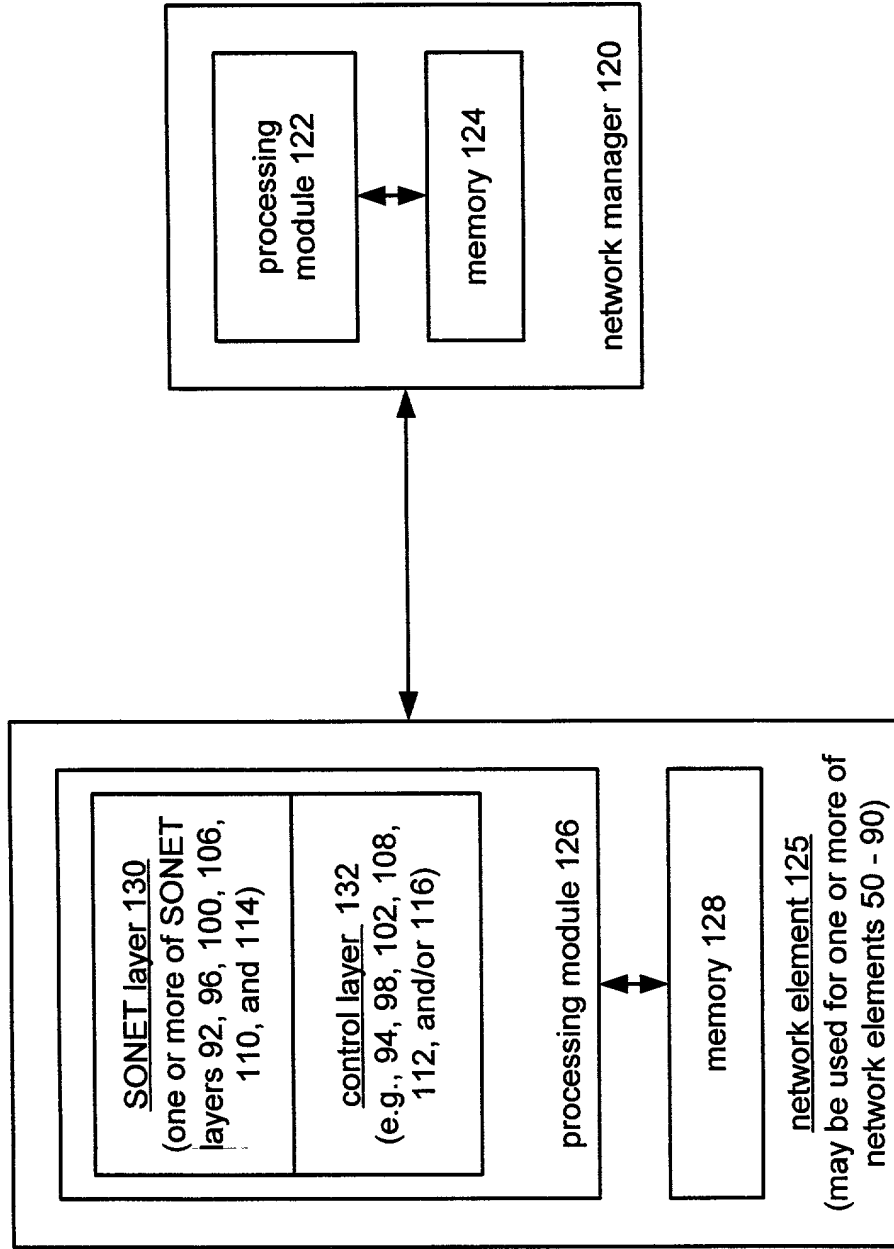 SONET layer 130
(one or more of SONET
layers 92, 96, 100, 106,
110, and 114)
control layer 132
(e.g., 94, 98, 102, 108,
112, and/or 116)
processing module 126
memory 128
network element 125
(may be used for one or more of
network elements 50 - 90)
processing
module 122
memory 124
network manager 120